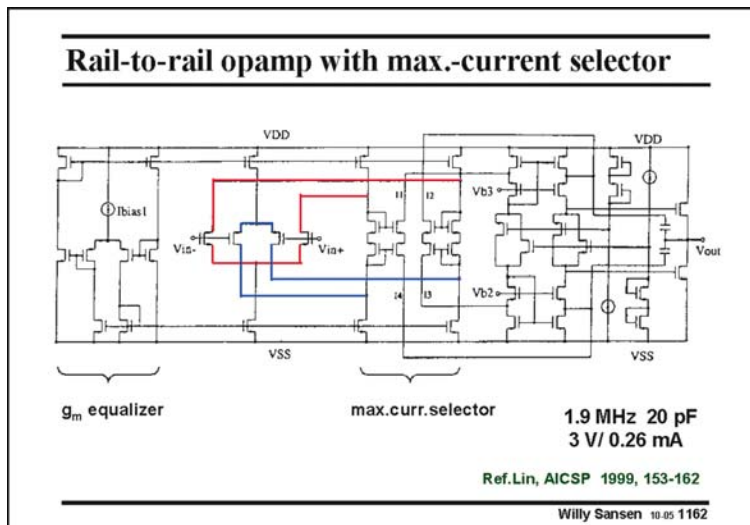 Rail-to-rail opamp with max.-current selector
VDD
VDD
Ibias1
I1
I2
Vb3
Vin-
Vin+
Vout
I4
I3
Vb2
VSS
VSS
gm equalizer
max.curr.selector
1.9 MHz 20 pF
3 V/ 0.26 mA
Ref.Lin, AICSP 1999, 153-162
Willy Sansen 10-05 1162